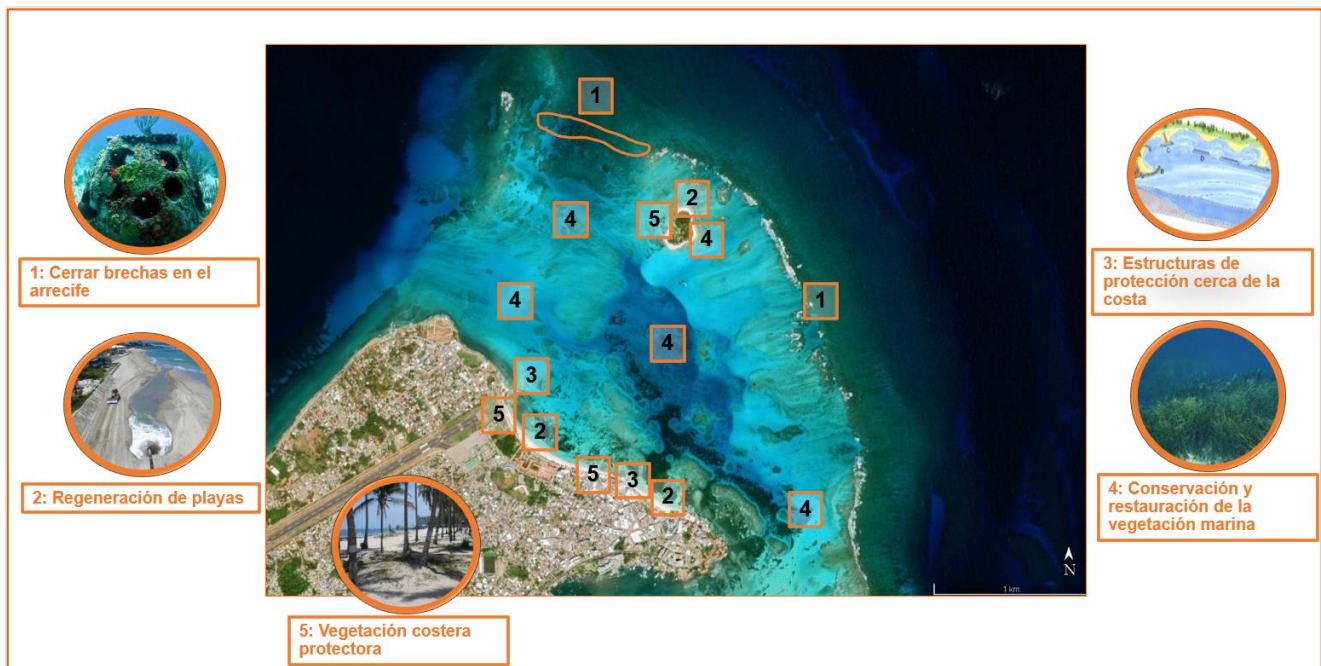 1: Cerrar brechas en el
arrecife
2: Regeneración de playas
5: Vegetación costera
protectora
1
2
5
4
4
4
1
4
3
5
2
5
3
2
4
N
1 km
3: Estructuras de
protección cerca de la
costa
4: Conservación y
restauración de la
vegetación marina